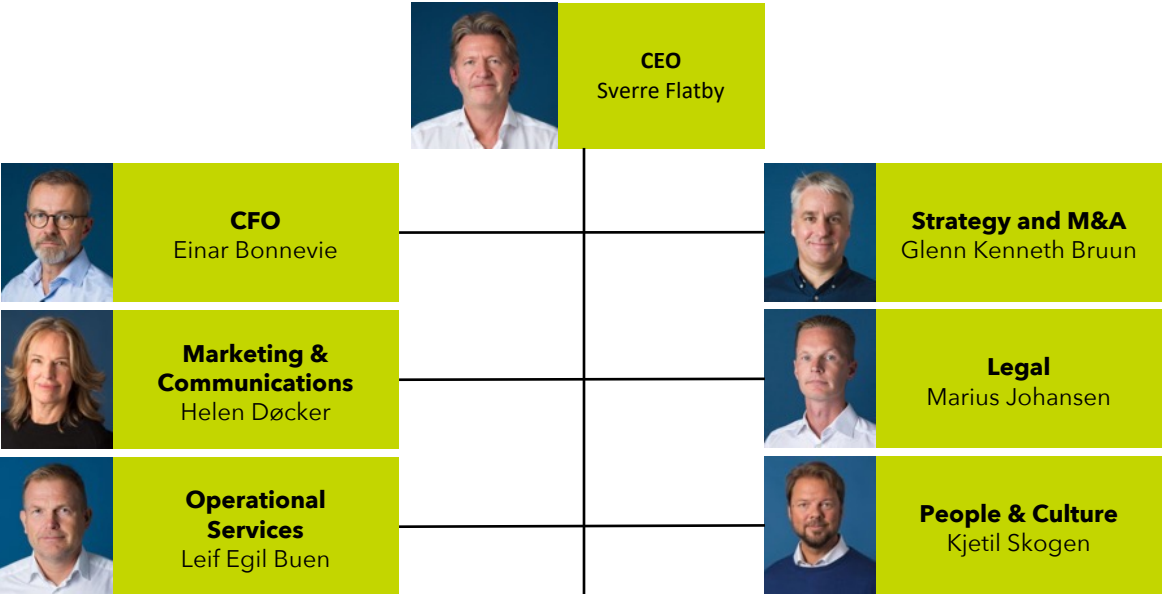 CEO
Sverre Flatby
CFO
Einar Bonnevie
Strategy and M&A
Glenn Kenneth Bruun
Marketing &
Communications
Helen Døcker
Legal
Marius Johansen
Operational
Services
Leif Egil Buen
People & Culture
Kjetil Skogen